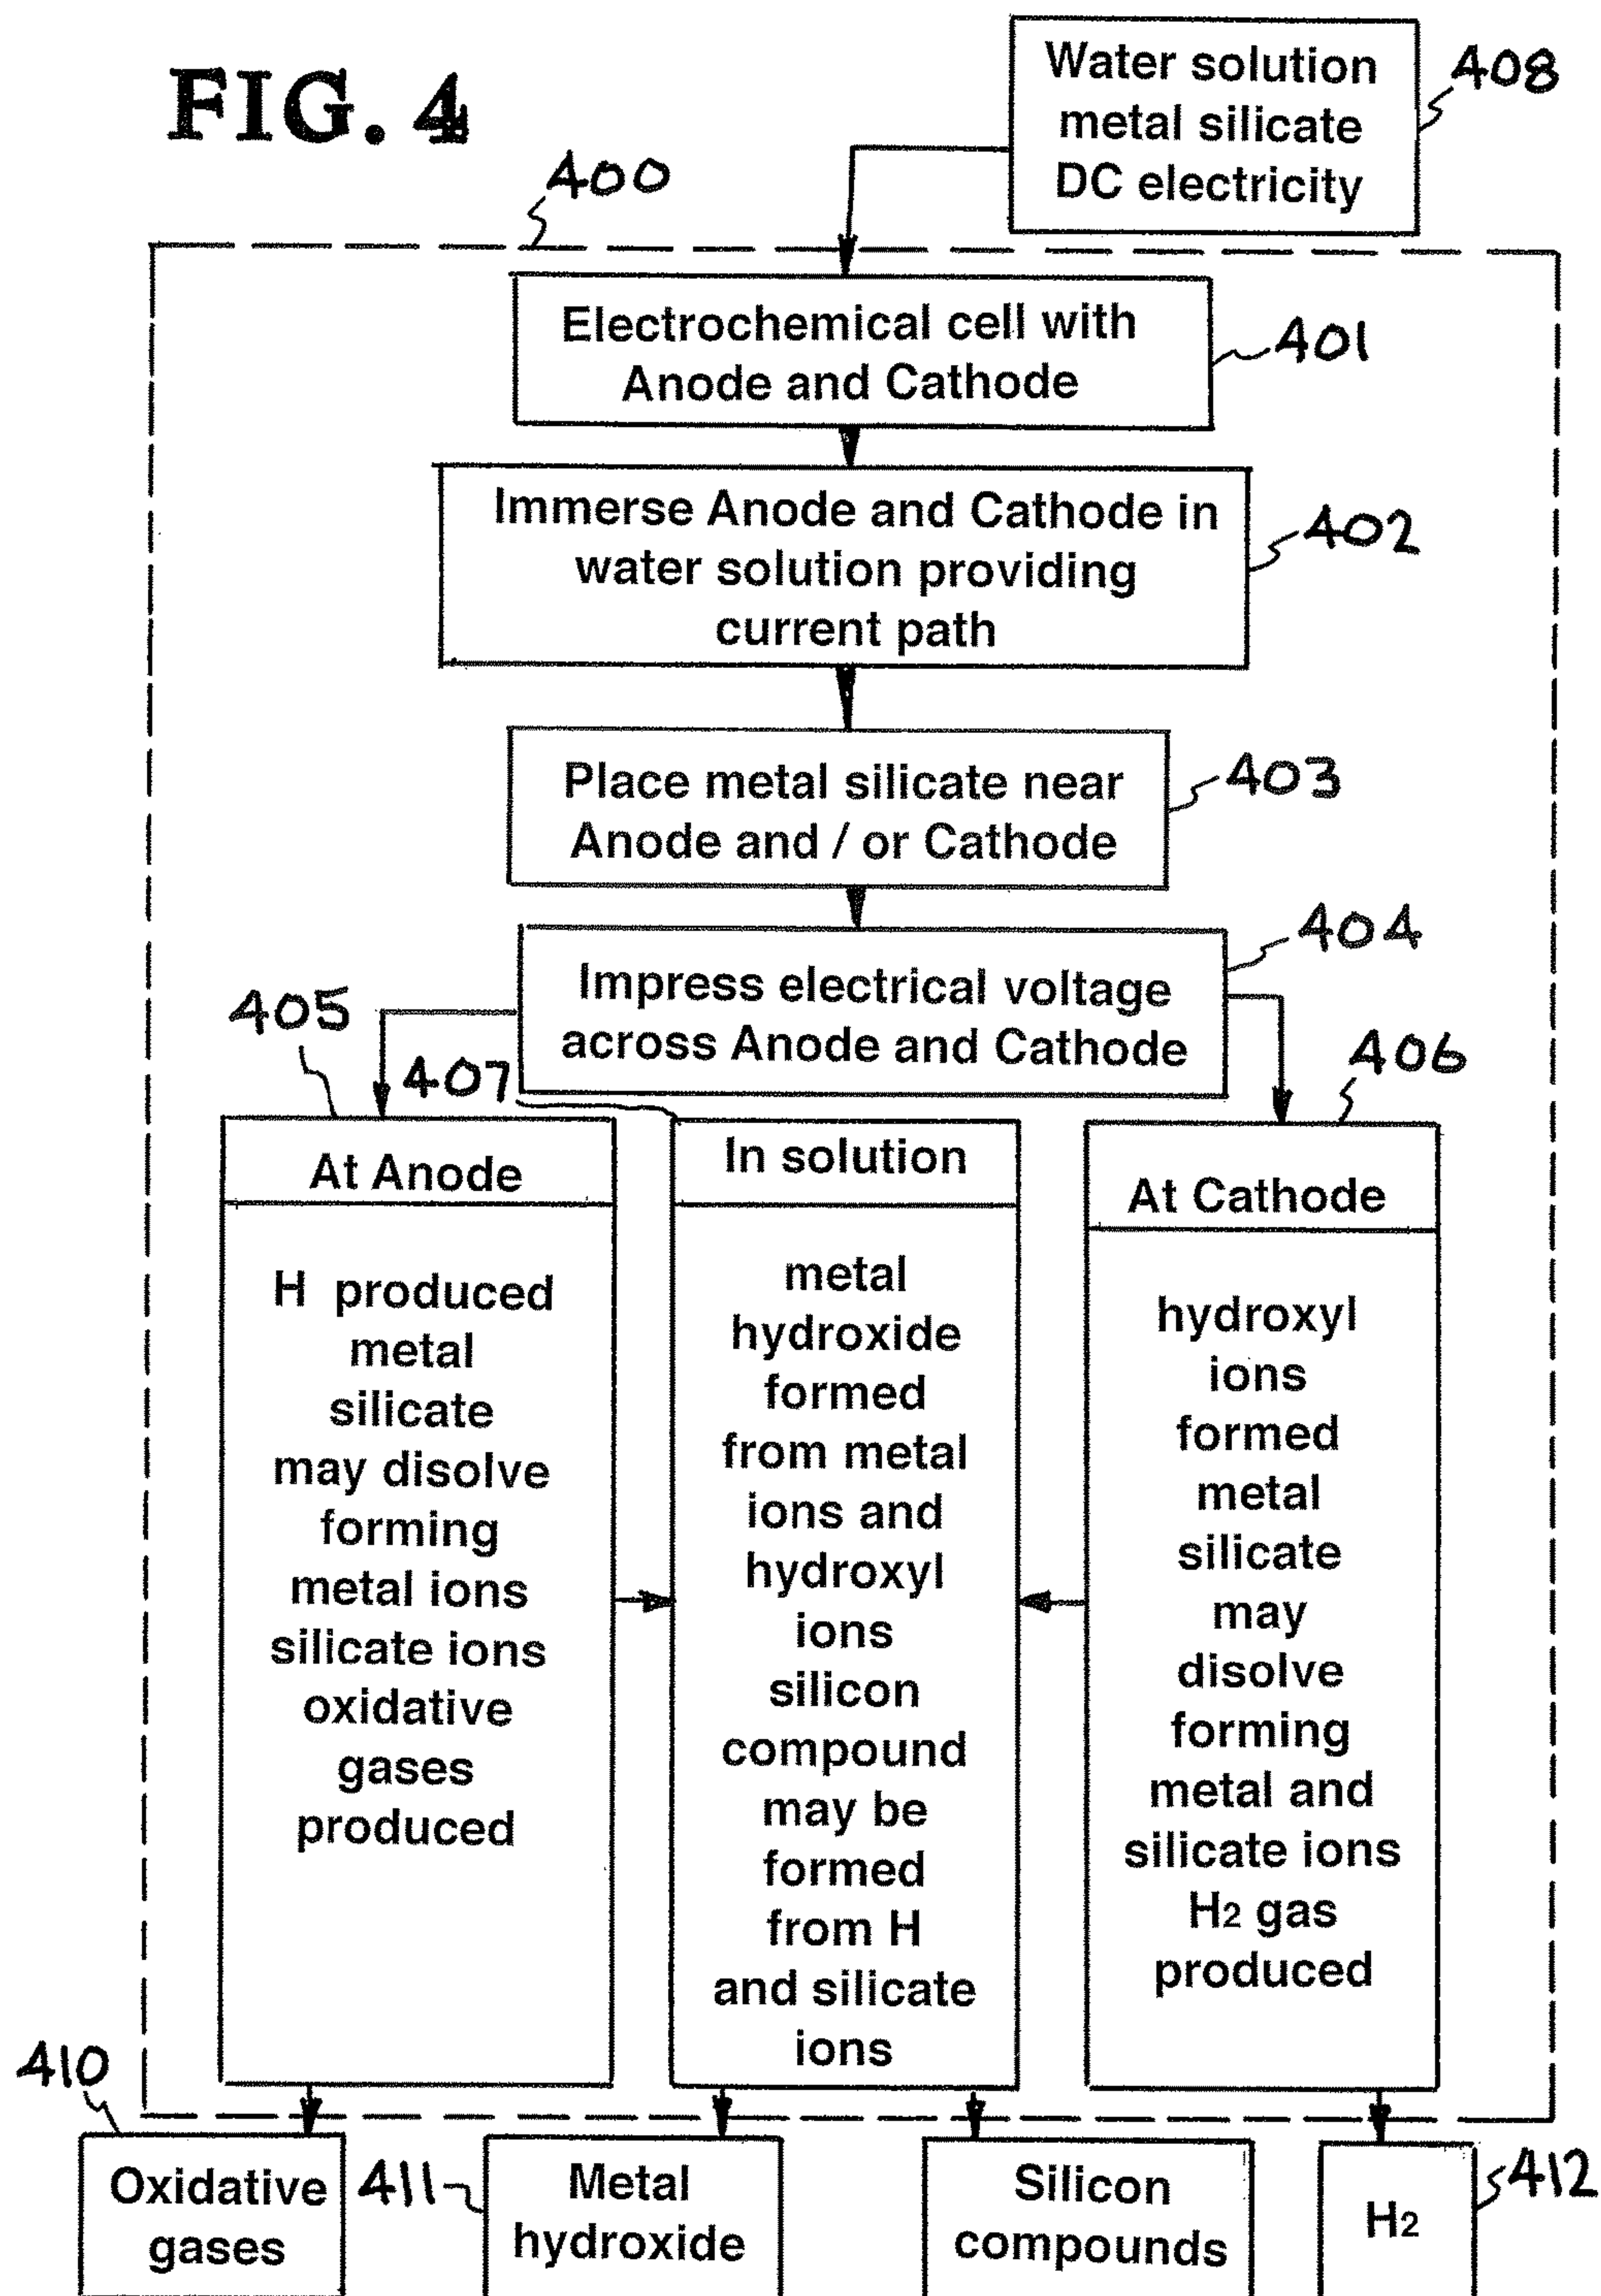 FIG. 4
Water solution
metal silicate
DC electricity
408
400
Electrochemical cell with
Anode and Cathode
401
Immerse Anode and Cathode in
water solution providing
current path
402
Place metal silicate near
Anode and / or Cathode
403
Impress electrical voltage
across Anode and Cathode
404
405
407
406
At Anode
H produced
metal
silicate
may disolve
forming
metal ions
silicate ions
oxidative
gases
produced
In solution
metal
hydroxide
formed
from metal
ions and
hydroxyl
ions
silicon
compound
may be
formed
from H
and silicate
ions
At Cathode
hydroxyl
ions
formed
metal
silicate
may
disolve
forming
metal and
silicate ions
H2 gas
produced
410
Oxidative
gases
411
Metal
hydroxide
Silicon
compounds
H2
412